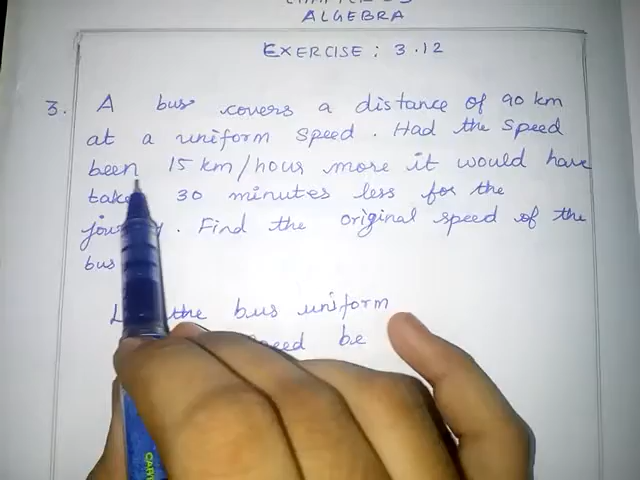 ALGEBRA
EXERCISE : 3.12
3. A bus covers a distance of 90 km
at a uniform speed. Had the speed
been 15 km/hour more it would have
take 30 minutes less for the
. Find the original speed of the
bus
the bus uniform
be